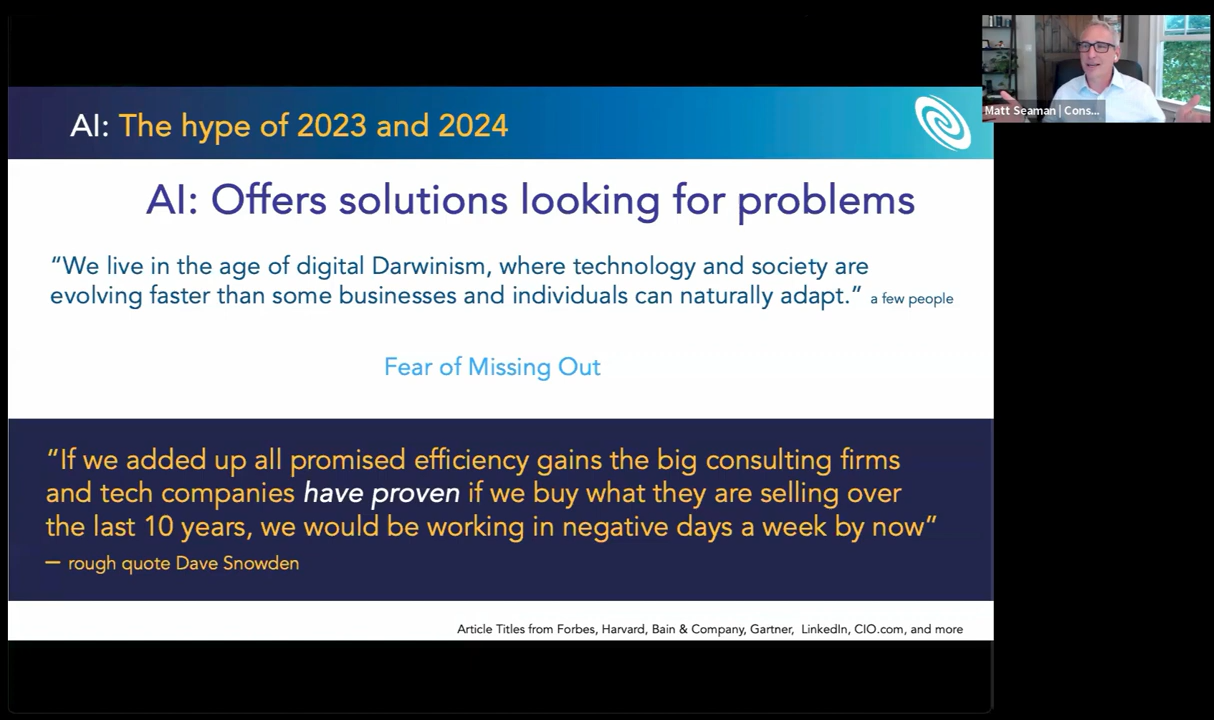 AI: The hype of 2023 and 2024
AI: Offers solutions looking for problems
“We live in the age of digital Darwinism, where technology and society are
evolving faster than some businesses and individuals can naturally adapt.” a few people
Fear of Missing Out
“If we added up all promised efficiency gains the big consulting firms
and tech companies have proven if we buy what they are selling over
the last 10 years, we would be working in negative days a week by now”
– rough quote Dave Snowden
Article Titles from Forbes, Harvard, Bain & Company, Gartner, LinkedIn, CIO.com, and more
Matt Seaman | Cons...